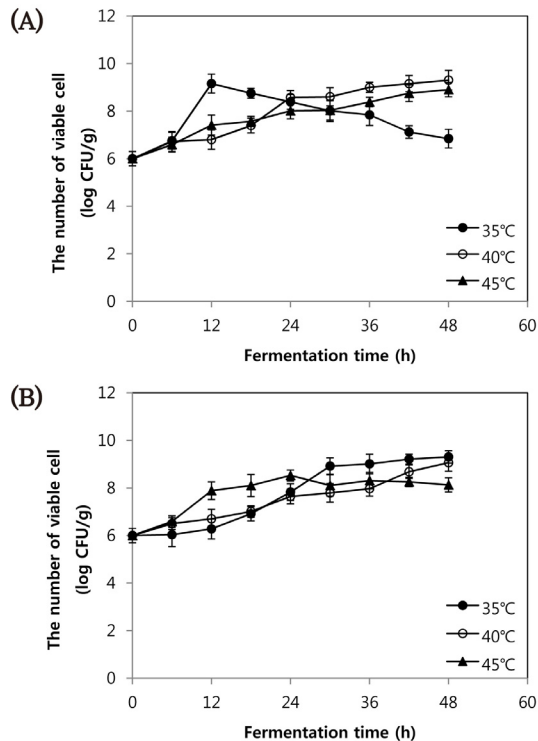 (A)
The number of viable cell
(log CFU/g)
12
10
8
6
4
2
0
35℃
40℃
45℃
0 12 24 36 48 60
Fermentation time (h)
(B)
The number of viable cell
(log CFU/g)
12
10
8
6
4
2
0
35℃
40℃
45℃
0 12 24 36 48 60
Fermentation time (h)